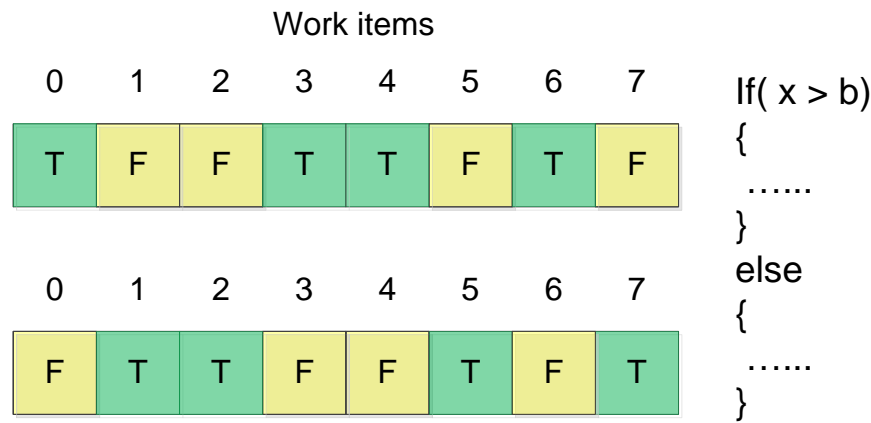 Work items
0 1 2 3 4 5 6 7
T F F T T F T F
0 1 2 3 4 5 6 7
F T T F F T F T
If( x > b)
{
…...
}
else
{
…...
}